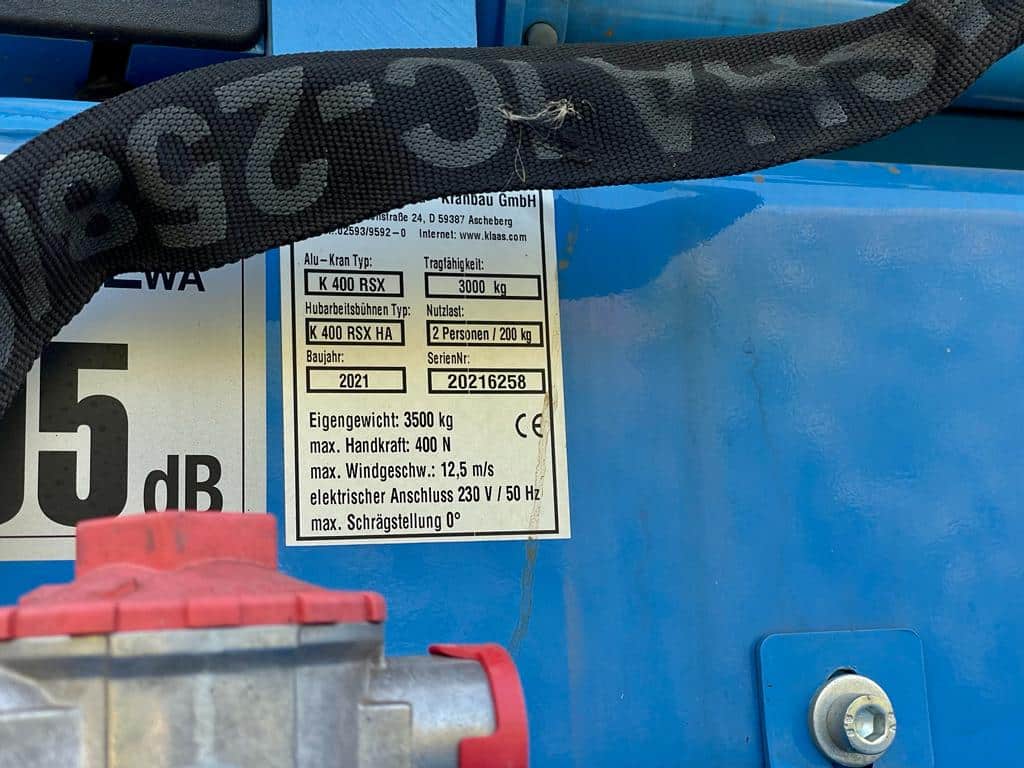 Kranbau GmbH
24, D 59387 Ascheberg
02593/9592-0 Internet: www.klaas.com
Alu-Kran Typ: Tragfähigkeit:
K 400 RSX 3000 kg
Hubarbeitsbühnen Typ: Nutzlast:
K 400 RSX HA 2 Personen / 200 kg
Baujahr: SerienNr:
2021 20216258
Eigengewicht: 3500 kg
CE
max. Handkraft: 400 N
max. Windgeschw.: 12,5 m/s
elektrischer Anschluss 230 V / 50 Hz
max. Schrägstellung 0°
WA
dB